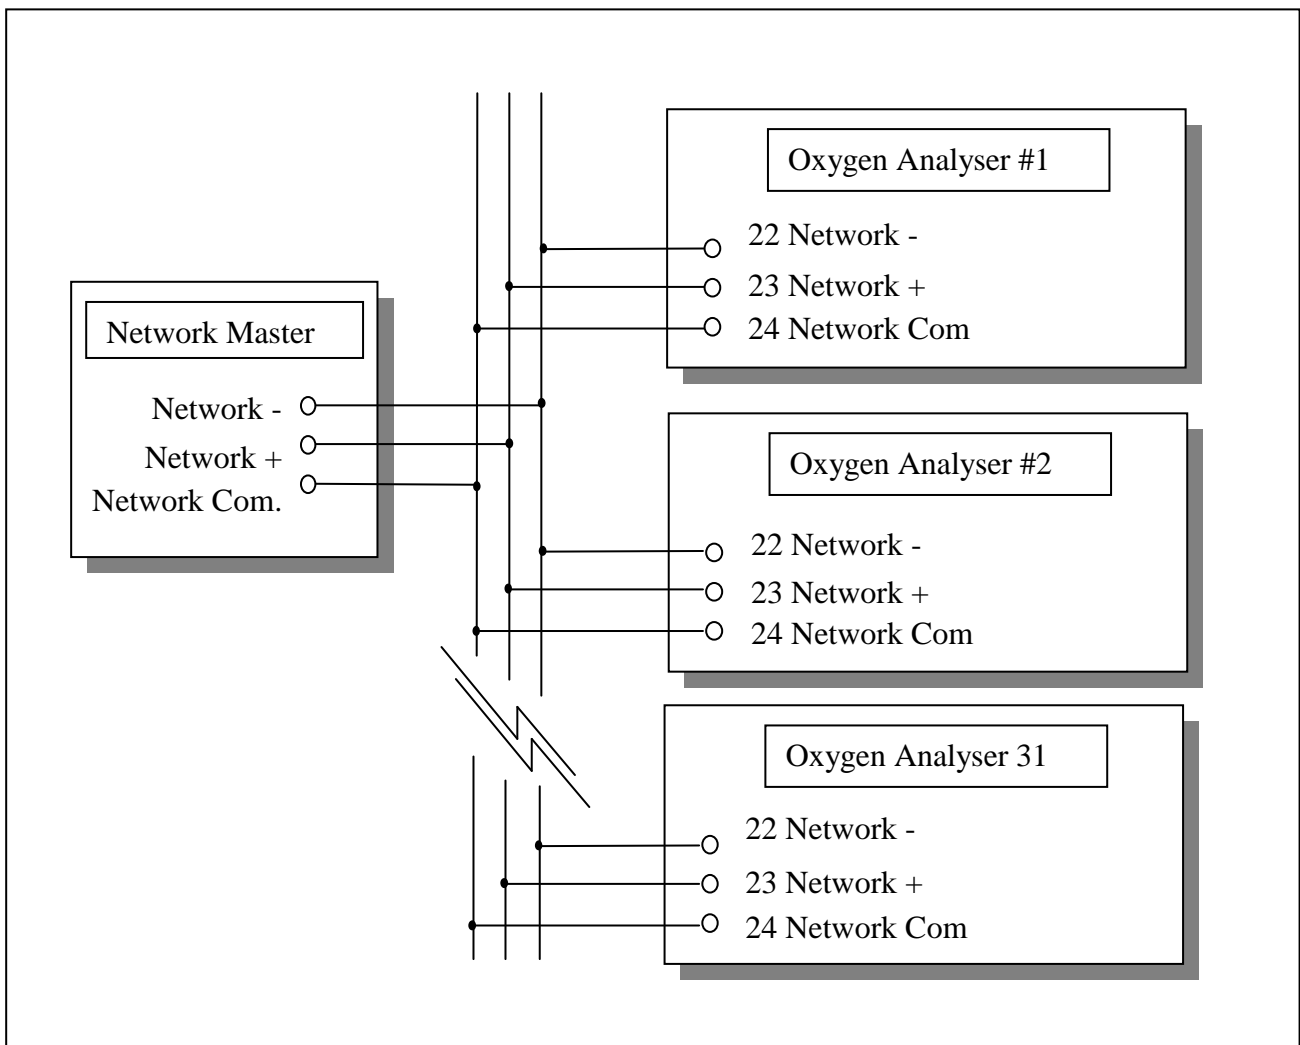 Network Master
Network -
Network +
Network Com.
Oxygen Analyser #1
22 Network -
23 Network +
24 Network Com
Oxygen Analyser #2
22 Network -
23 Network +
24 Network Com
Oxygen Analyser 31
22 Network -
23 Network +
24 Network Com